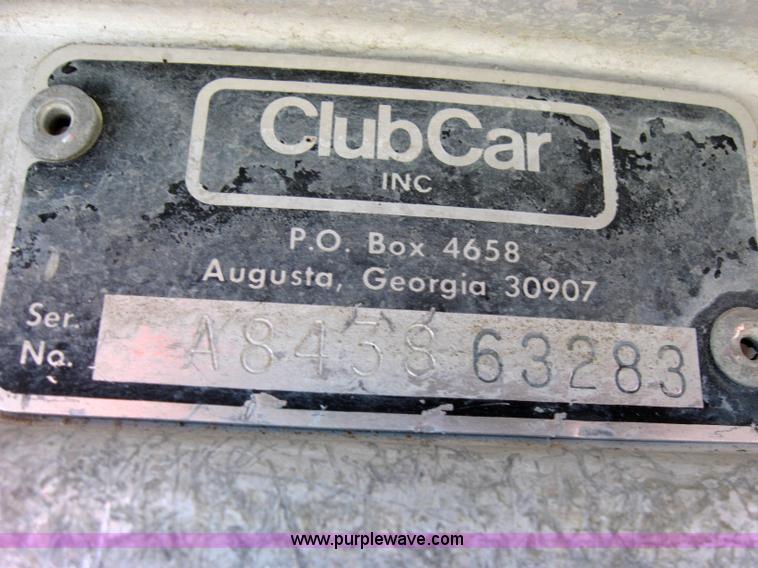 ClubCar
INC
P.O. Box 4658
Augusta, Georgia 30907
Ser.
No. A8438 63283
www.purplewave.com